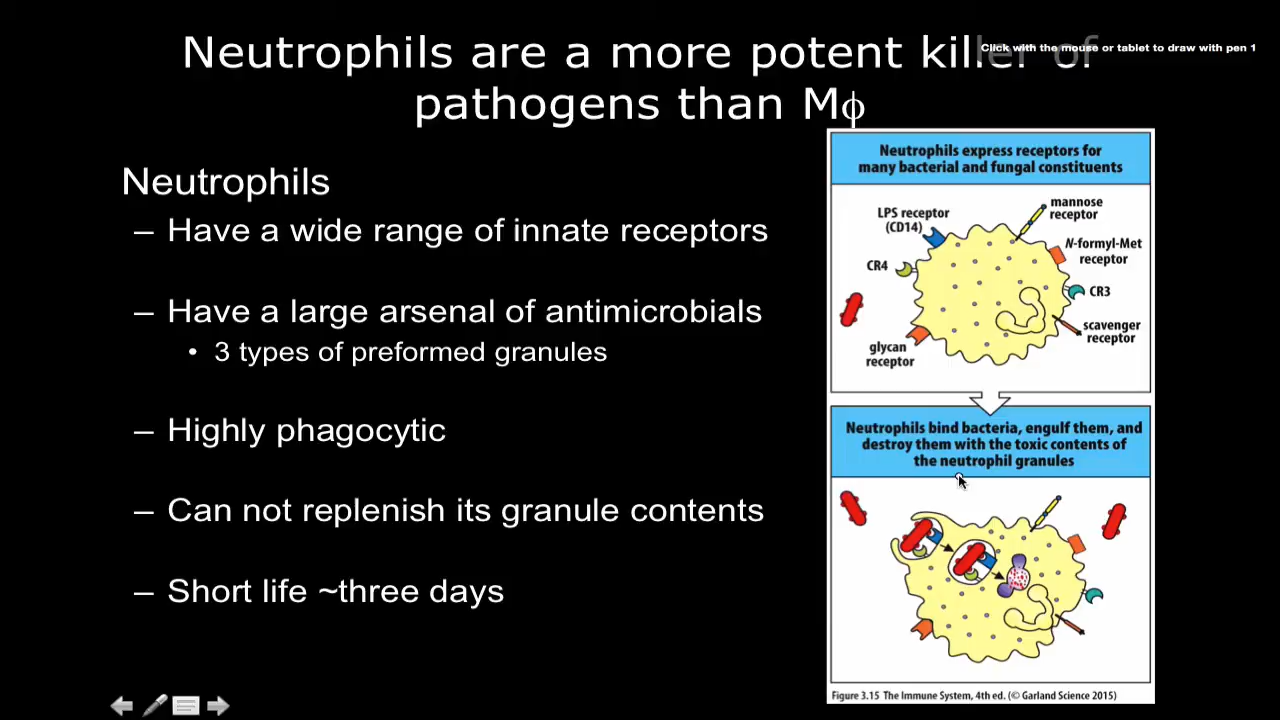 Neutrophils are a more potent killer of
pathogens than Mϕ
Click with the mouse or tablet to draw with pen 1
Neutrophils
– Have a wide range of innate receptors
– Have a large arsenal of antimicrobials
• 3 types of preformed granules
– Highly phagocytic
– Can not replenish its granule contents
– Short life ~three days
Neutrophils express receptors for
many bacterial and fungal constituents
LPS receptor
(CD14)
mannose
receptor
N-formyl-Met
receptor
CR4
CR3
scavenger
receptor
glycan
receptor
Neutrophils bind bacteria, engulf them, and
destroy them with the toxic contents of
the neutrophil granules
Figure 3.15 The Immune System, 4th ed. (© Garland Science 2015)